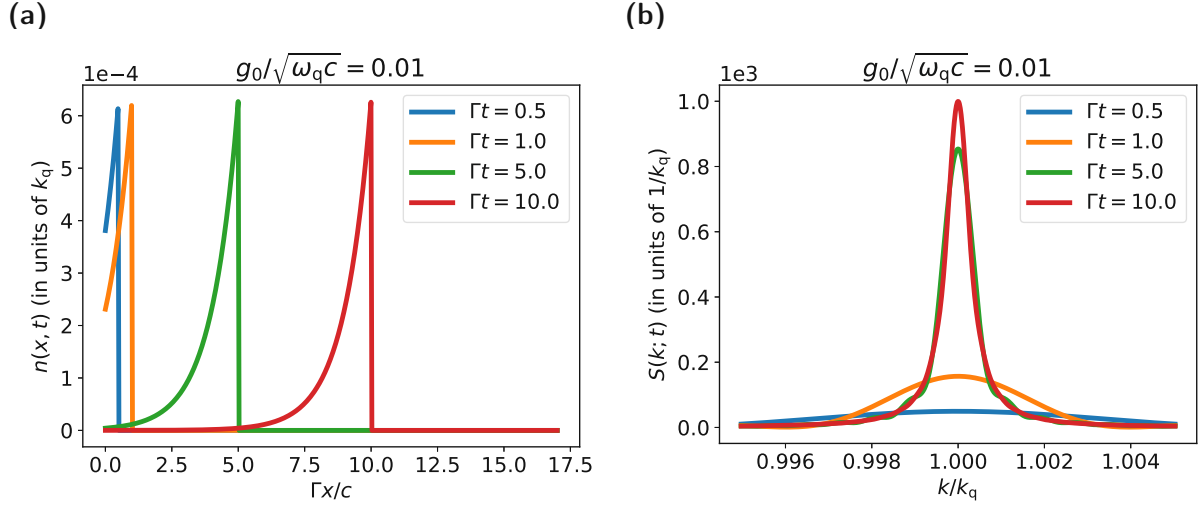 (a)
g₀/√ω_q c = 0.01
1e−4
n(x, t) (in units of k_q)
6
5
4
3
2
1
0
Γt = 0.5
Γt = 1.0
Γt = 5.0
Γt = 10.0
0.0 2.5 5.0 7.5 10.0 12.5 15.0 17.5
Γx/c
(b)
g₀/√ω_q c = 0.01
1e3
S(k; t) (in units of 1/k_q)
1.0
0.8
0.6
0.4
0.2
0.0
Γt = 0.5
Γt = 1.0
Γt = 5.0
Γt = 10.0
0.996 0.998 1.000 1.002 1.004
k/k_q